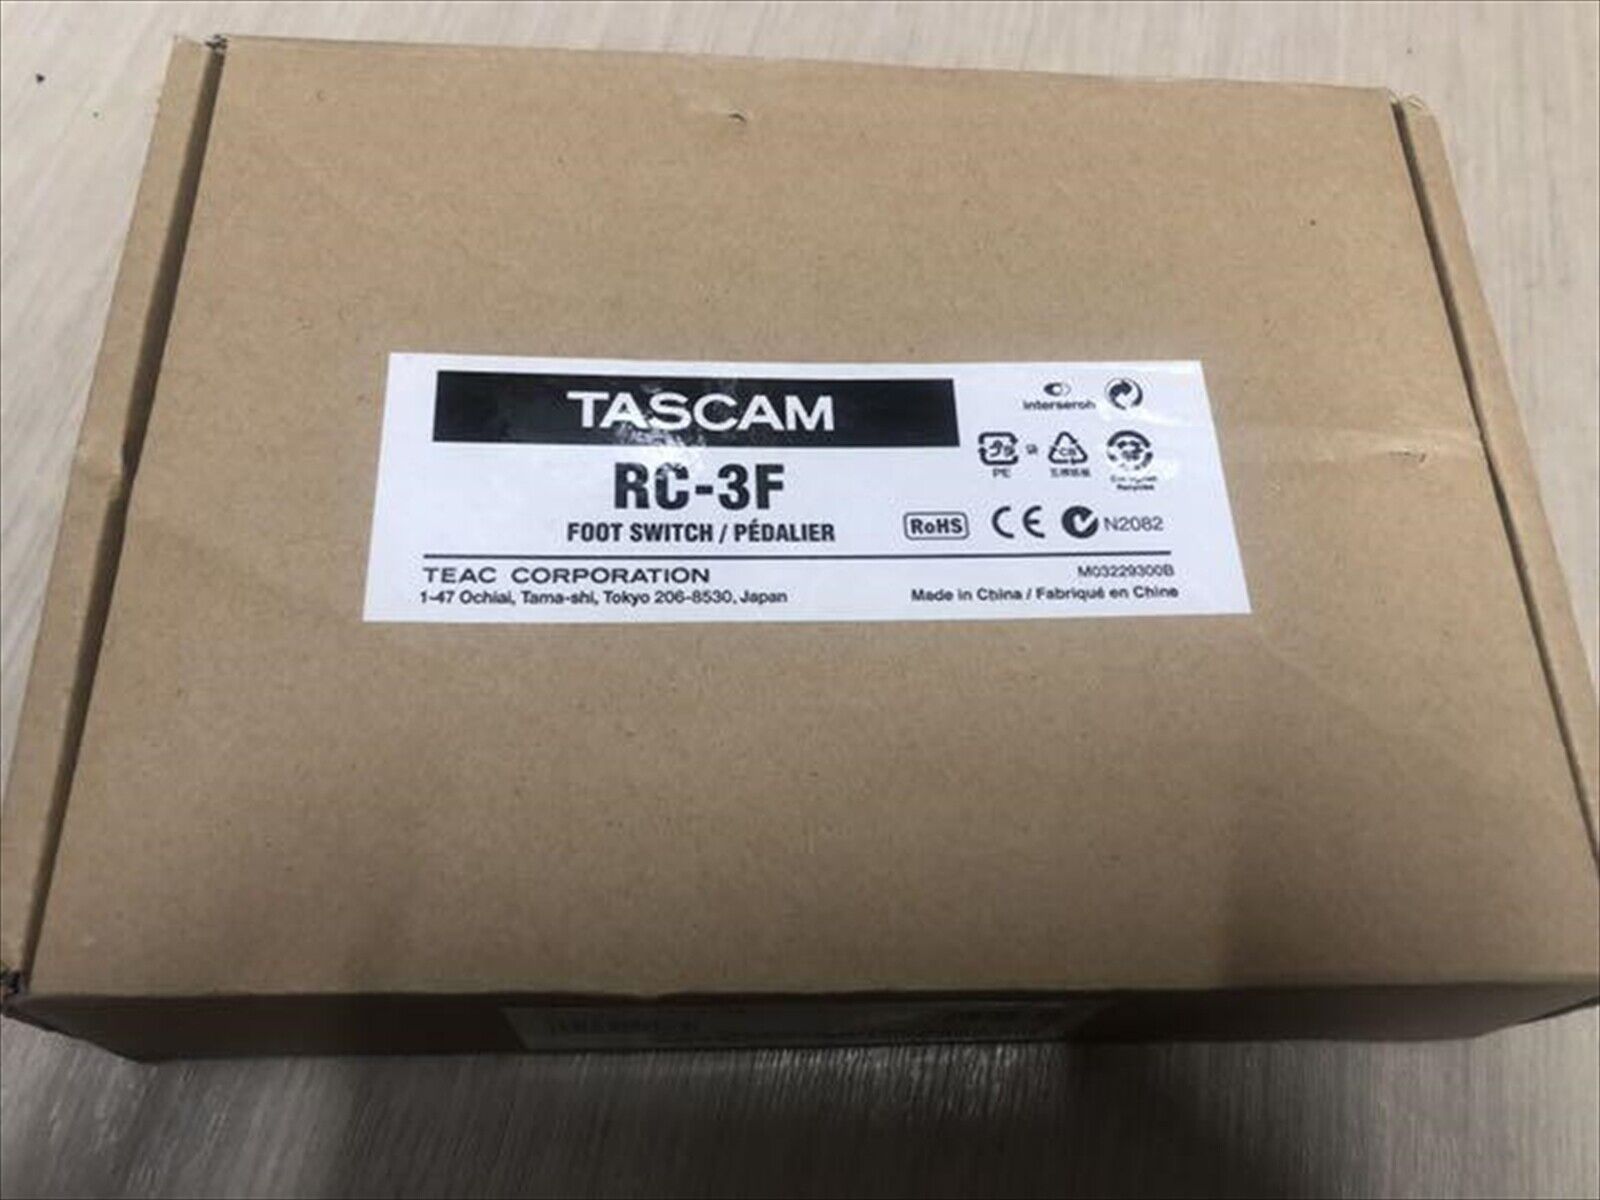 TASCAM
interseroh
RC-3F
PE
FOOT SWITCH / PÉDALIER
RoHS CE N2082
TEAC CORPORATION
M03229300B
1-47 Ochiai, Tama-shi, Tokyo 206-8530, Japan
Made in China / Fabriqué en Chine